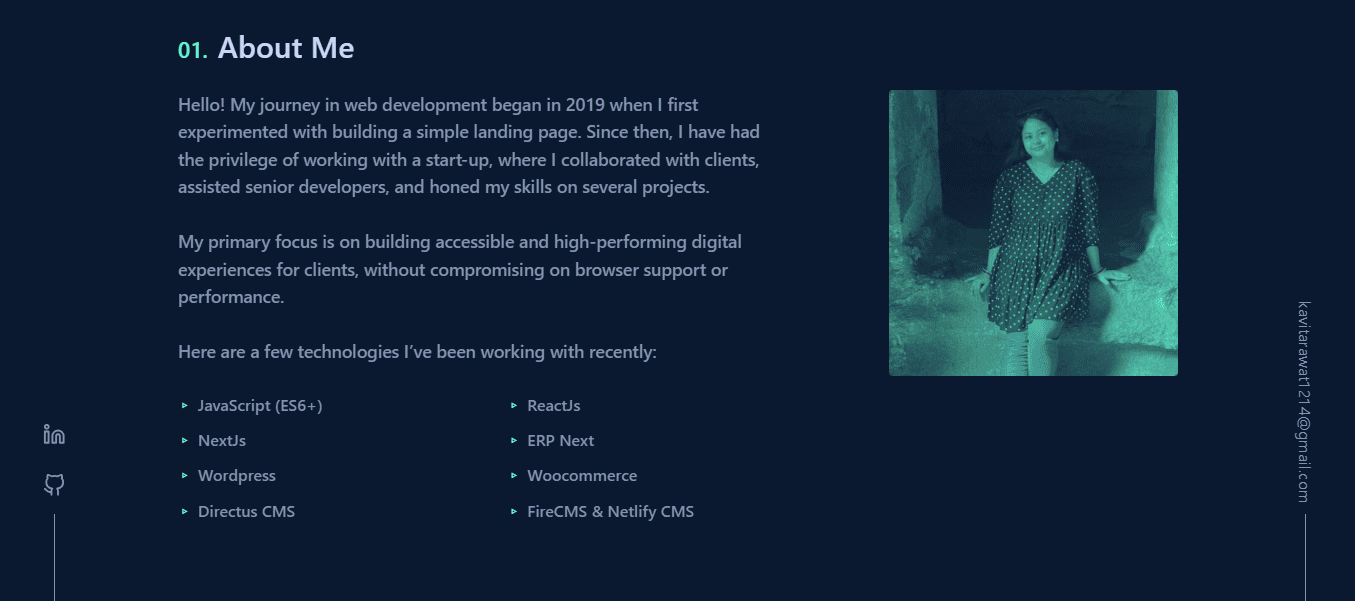 01. About Me
Hello! My journey in web development began in 2019 when I first
experimented with building a simple landing page. Since then, I have had
the privilege of working with a start-up, where I collaborated with clients,
assisted senior developers, and honed my skills on several projects.
My primary focus is on building accessible and high-performing digital
experiences for clients, without compromising on browser support or
performance.
Here are a few technologies I've been working with recently:
JavaScript (ES6+)
ReactJs
NextJs
ERP Next
Wordpress
Woocommerce
Directus CMS
FireCMS & Netlify CMS
kavitarawat1214@gmail.com